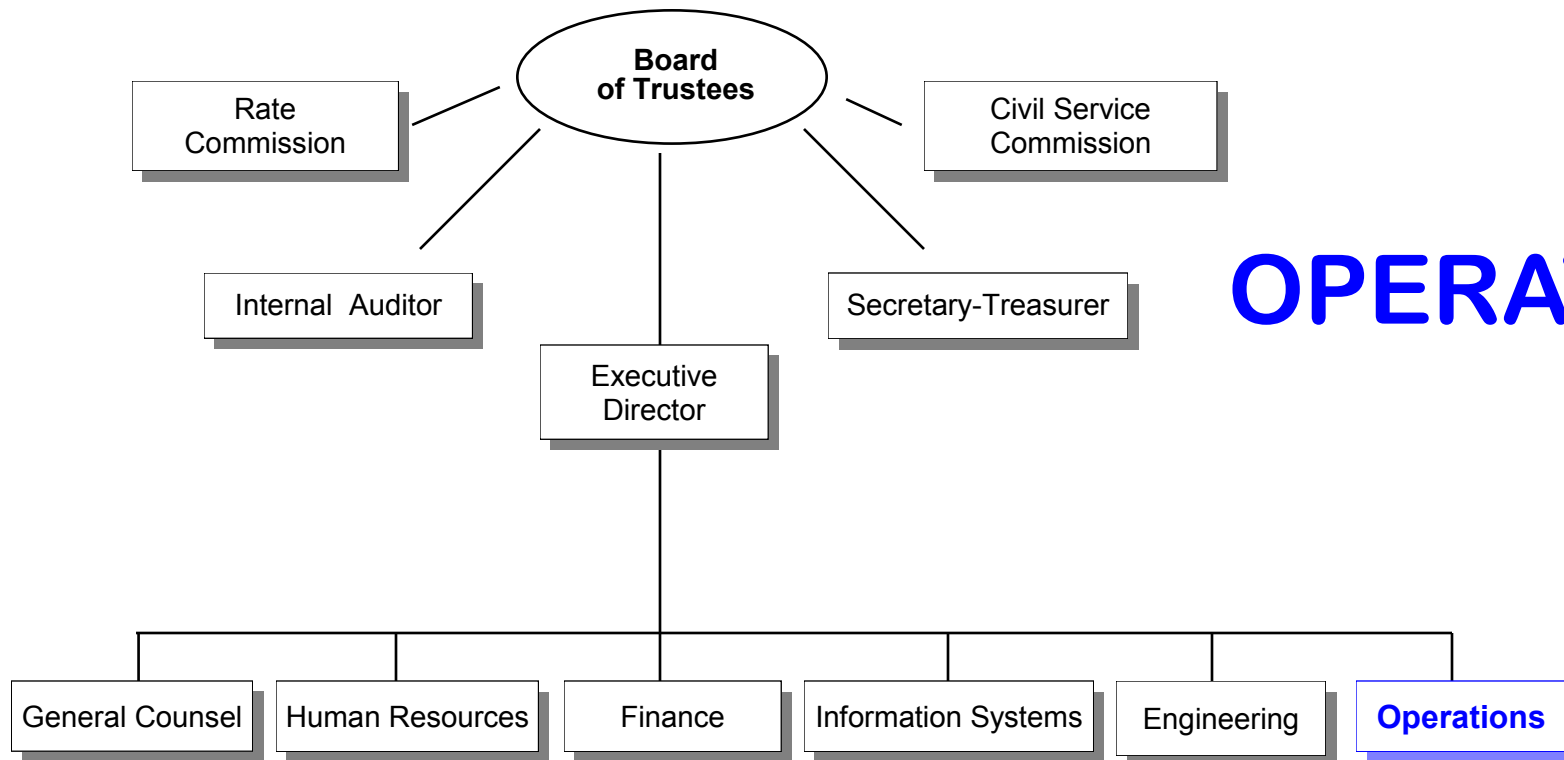 Board
of Trustees
Rate
Commission
Civil Service
Commission
Internal Auditor
Secretary-Treasurer
Executive
Director
General Counsel
Human Resources
Finance
Information Systems
Engineering
Operations